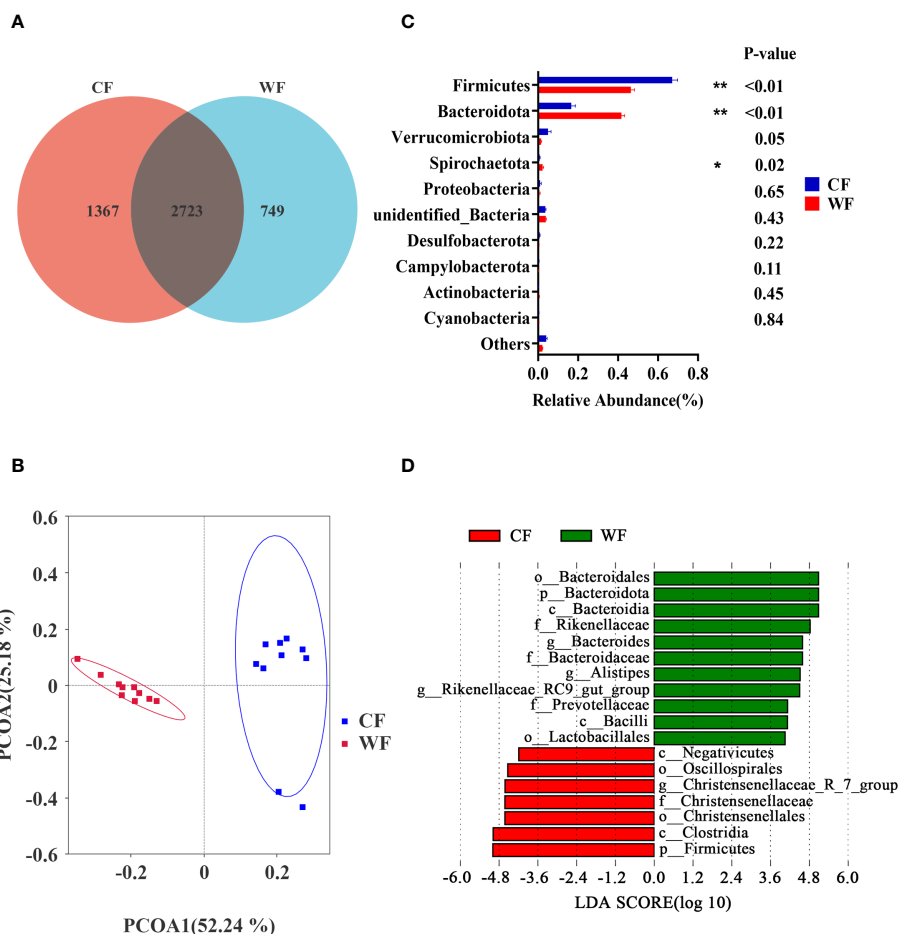 A
CF
WF
1367
2723
749
C
P-value
Firmicutes ** <0.01
Bacteroidota ** <0.01
Verrucomicrobiota 0.05
Spirochaetota * 0.02
Proteobacteria 0.65
unidentified_Bacteria 0.43
Desulfobacterota 0.22
Campylobacterota 0.11
Actinobacteria 0.45
Cyanobacteria 0.84
Others
CF
WF
0.0 0.2 0.4 0.6 0.8
Relative Abundance(%)
B
0.6
0.4
0.2
0
-0.2
-0.4
-0.6
PCOA2(25.18 %)
-0.2 0 0.2
PCOA1(52.24 %)
CF
WF
D
CF WF
o__Bacteroidales
p__Bacteroidota
c__Bacteroidia
f__Rikenellaceae
g__Bacteroides
f__Bacteroidaceae
g__Alistipes
g__Rikenellaceae_RC9_gut_group
f__Prevotellaceae
c__Bacilli
o__Lactobacillales
c__Negativicutes
o__Oscillospirales
g__Christensenellaceae_R_7_group
f__Christensenellaceae
o__Christensenellales
c__Clostridia
p__Firmicutes
-6.0 -4.8 -3.6 -2.4 -1.2 0.0 1.2 2.4 3.6 4.8 6.0
LDA SCORE(log 10)